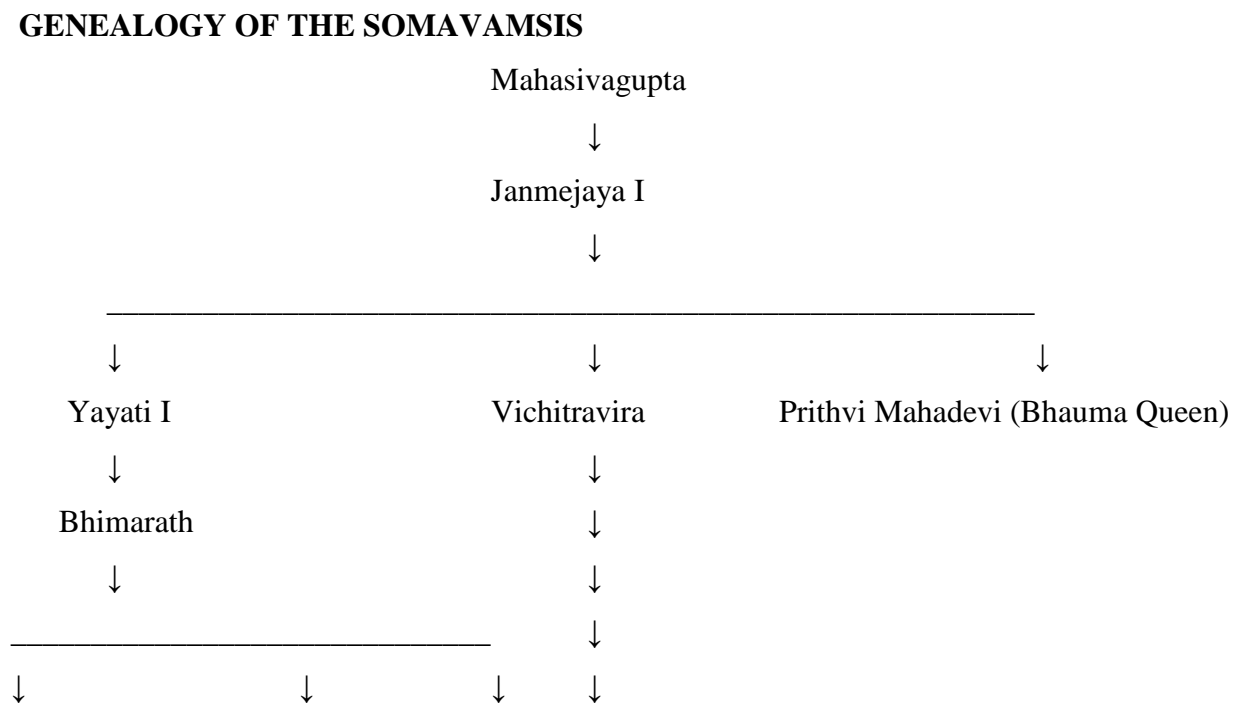 GENEALOGY OF THE SOMAVAMSIS
Mahasivagupta
↓
Janmejaya I
↓
↓ ↓ ↓
Yayati I Vichitravira Prithvi Mahadevi (Bhauma Queen)
↓ ↓
Bhimarath ↓
↓ ↓
↓
↓ ↓ ↓ ↓